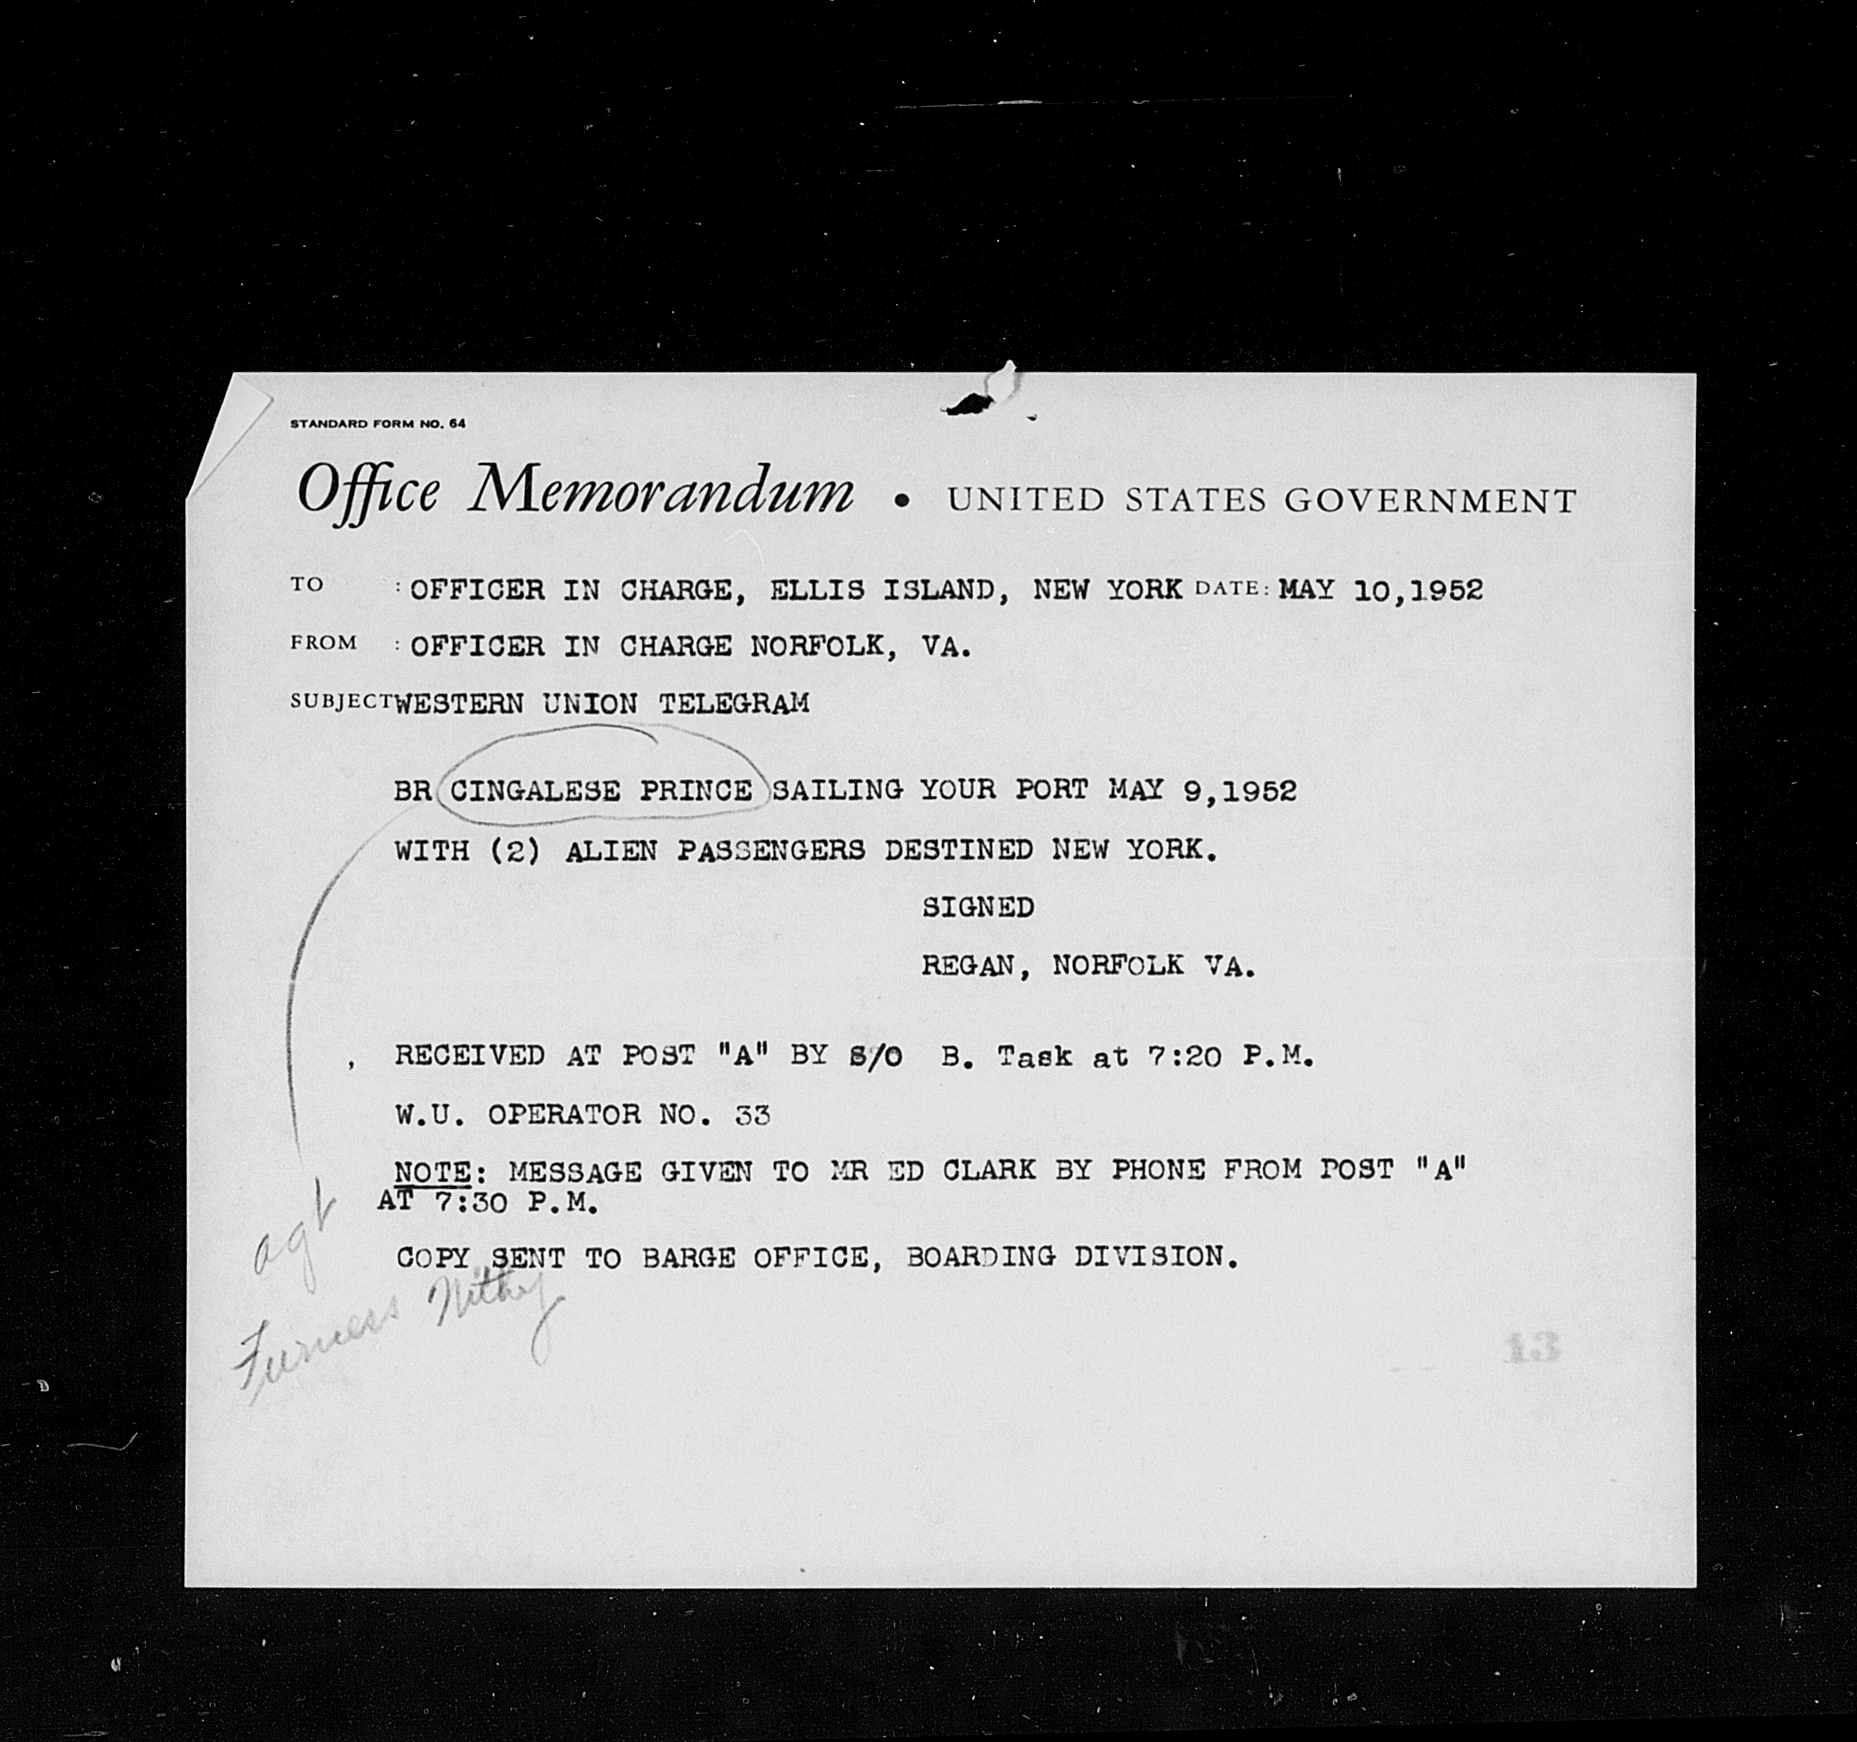 STANDARD FORM NO. 64
Office Memorandum • UNITED STATES GOVERNMENT
TO : OFFICER IN CHARGE, ELLIS ISLAND, NEW YORK DATE: MAY 10,1952
FROM : OFFICER IN CHARGE NORFOLK, VA.
SUBJECT WESTERN UNION TELEGRAM
BR CINGALESE PRINCE SAILING YOUR PORT MAY 9,1952
WITH (2) ALIEN PASSENGERS DESTINED NEW YORK.
SIGNED
REGAN, NORFOLK VA.
, RECEIVED AT POST "A" BY S/O B. Task at 7:20 P.M.
W.U. OPERATOR NO. 33
NOTE: MESSAGE GIVEN TO MR ED CLARK BY PHONE FROM POST "A"
AT 7:30 P.M.
agt
COPY SENT TO BARGE OFFICE, BOARDING DIVISION.
Furness Withy
13